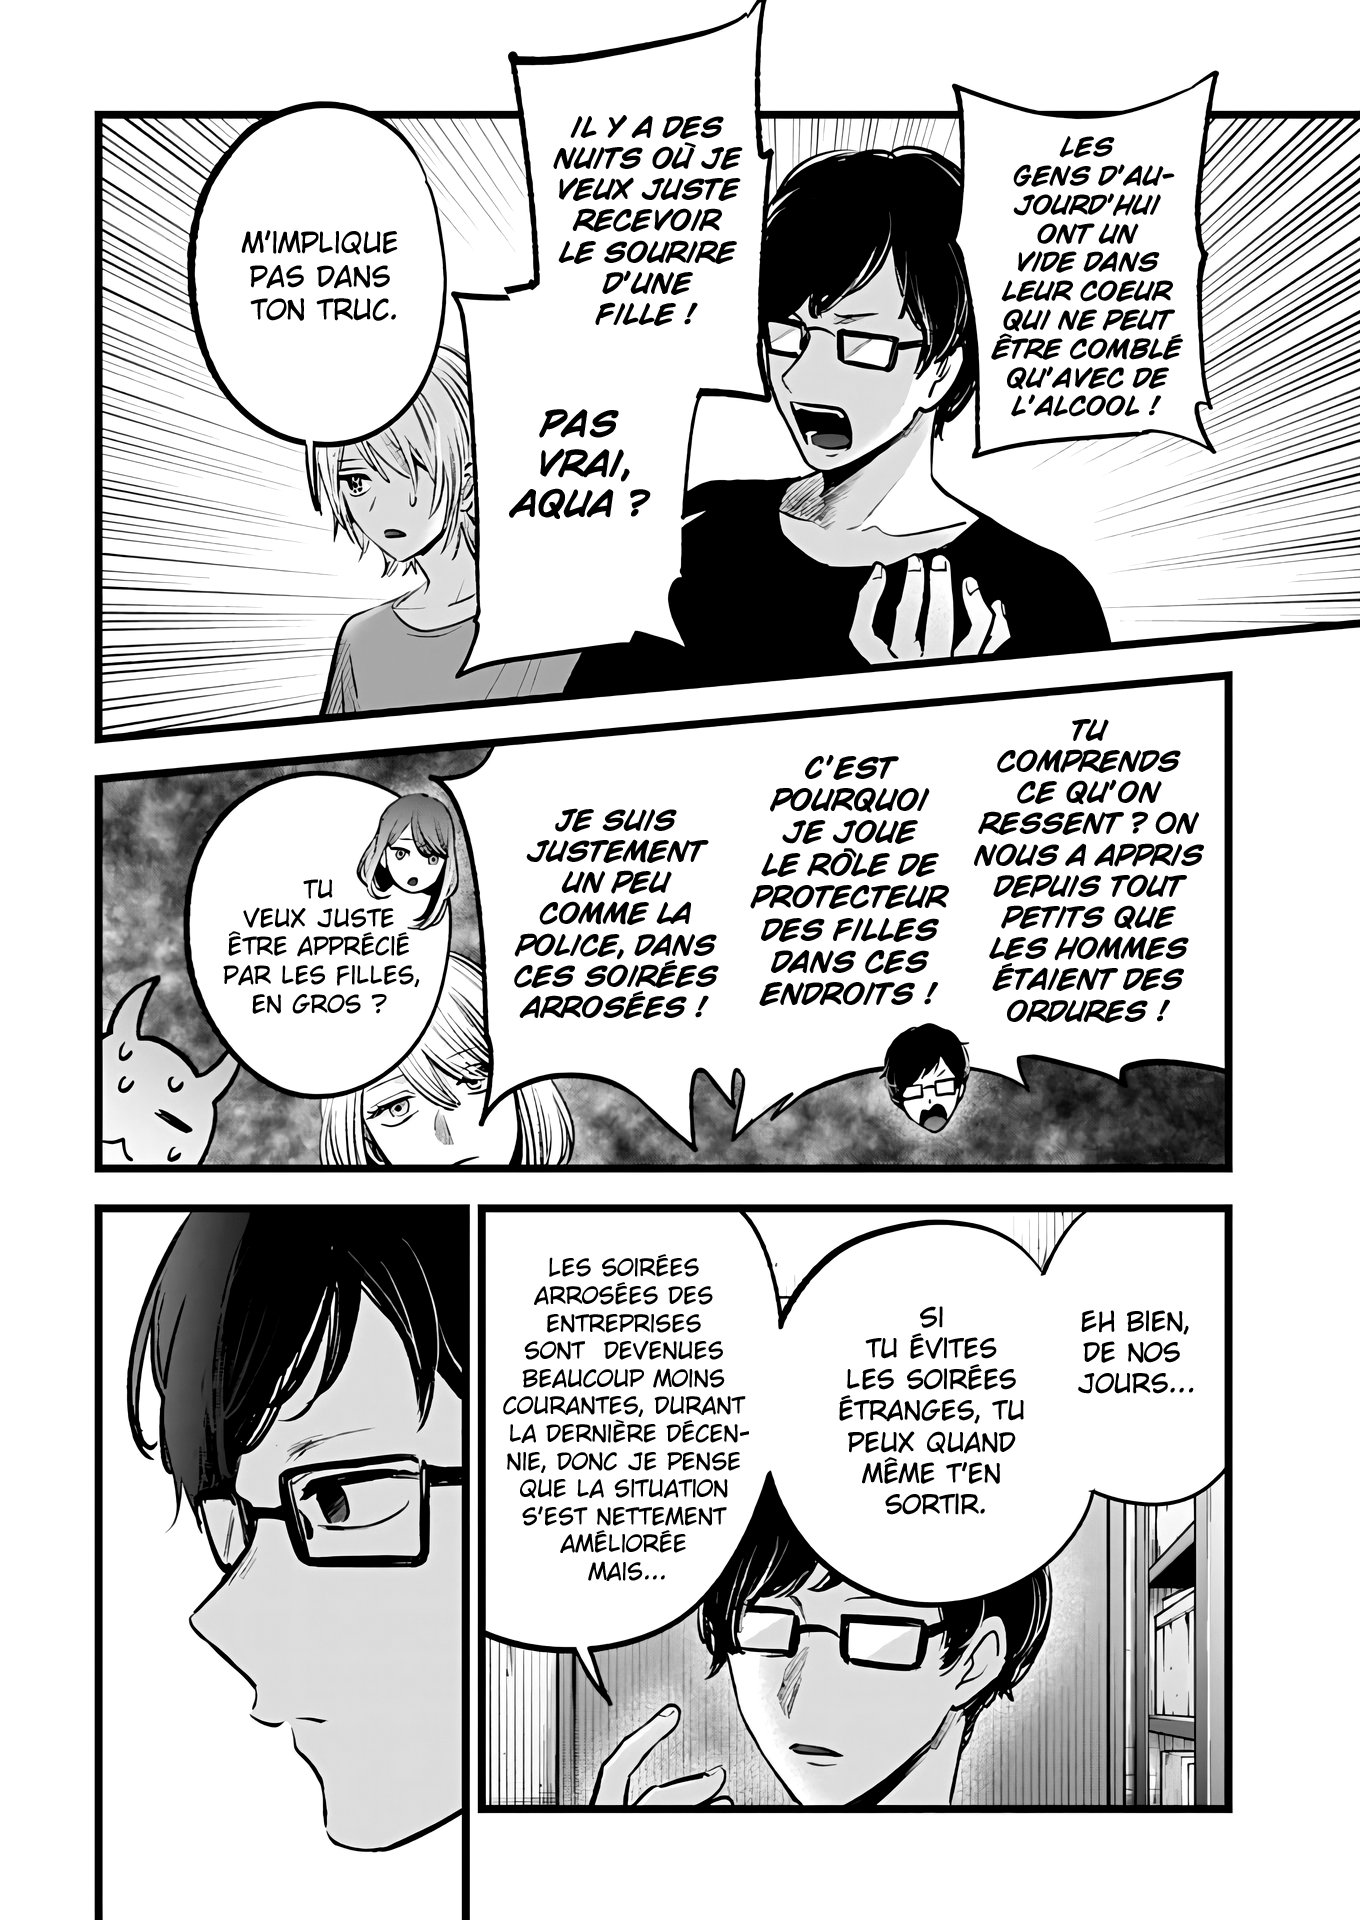 LES
GENS D'AU-
JOURD'HUI
ONT UN
VIDE DANS
LEUR COEUR
QUI NE PEUT
ÊTRE COMBLÉ
QU'AVEC DE
L'ALCOOL !
IL Y A DES
NUITS OÙ JE
VEUX JUSTE
RECEVOIR
LE SOURIRE
D'UNE
FILLE !
PAS
VRAI,
AQUA ?
M'IMPLIQUE
PAS DANS
TON TRUC.
TU
COMPRENDS
CE QU'ON
RESSENT ? ON
NOUS A APPRIS
DEPUIS TOUT
PETITS QUE
LES HOMMES
ÉTAIENT DES
ORDURES !
C'EST
POURQUOI
JE JOUE
LE RÔLE DE
PROTECTEUR
DES FILLES
DANS CES
ENDROITS !
JE SUIS
JUSTEMENT
UN PEU
COMME LA
POLICE, DANS
CES SOIRÉES
ARROSÉES !
TU
VEUX JUSTE
ÊTRE APPRÉCIÉ
PAR LES FILLES,
EN GROS ?
EH BIEN,
DE NOS
JOURS...
SI
TU ÉVITES
LES SOIRÉES
ÉTRANGES, TU
PEUX QUAND
MÊME T'EN
SORTIR.
LES SOIRÉES
ARROSÉES DES
ENTREPRISES
SONT DEVENUES
BEAUCOUP MOINS
COURANTES, DURANT
LA DERNIÈRE DÉCEN-
NIE, DONC JE PENSE
QUE LA SITUATION
S'EST NETTEMENT
AMÉLIORÉE
MAIS...